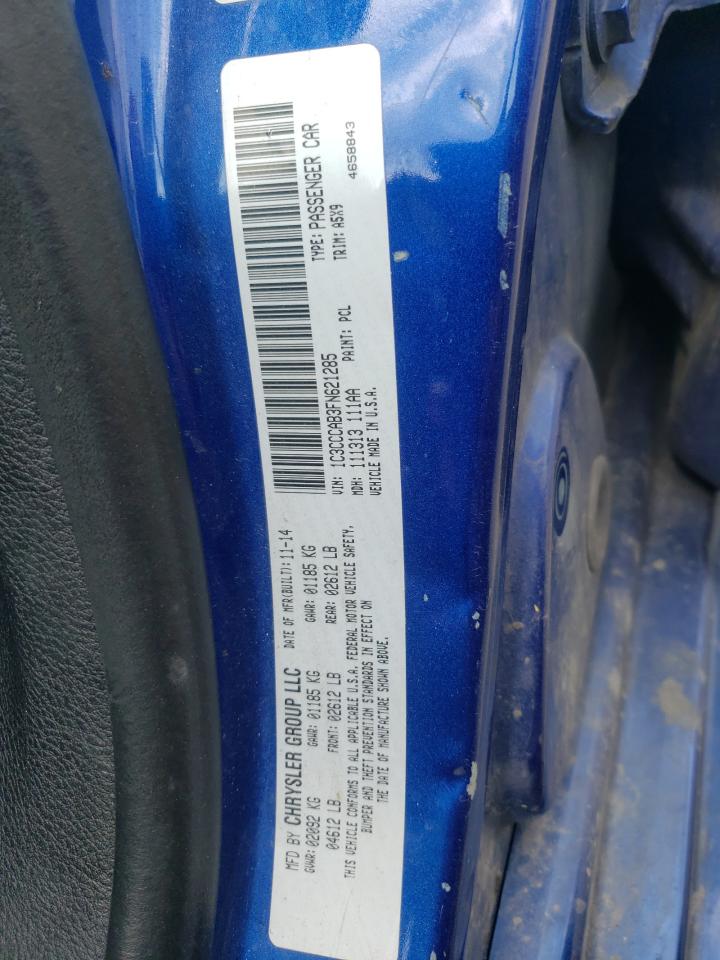 MFD BY CHRYSLER GROUP LLC
DATE OF MFR(BUILT): 11-14
GVWR: 02092 KG
GAWR: 01185 KG
GAWR: 01185 KG
04612 LB
FRONT: 02612 LB
REAR: 02612 LB
THIS VEHICLE CONFORMS TO ALL APPLICABLE U.S.A. FEDERAL MOTOR VEHICLE SAFETY,
BUMPER AND THEFT PREVENTION STANDARDS IN EFFECT ON
THE DATE OF MANUFACTURE SHOWN ABOVE.
VIN: 1C3CCCAB3FN621285
TYPE: PASSENGER CAR
MDH: 111313 111AA
PAINT: PCL
TRIM: A5X9
VEHICLE MADE IN U.S.A.
4658843